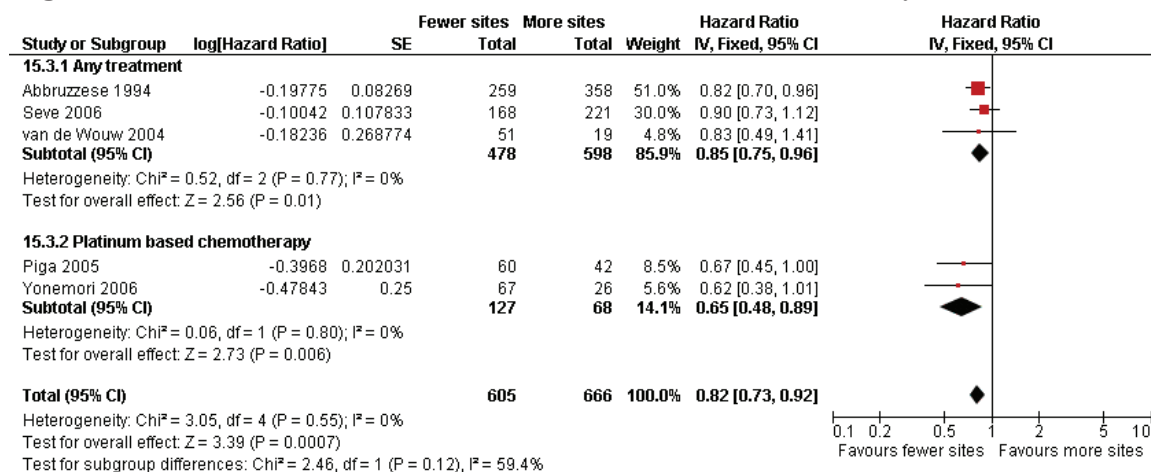 Fewer sites More sites Hazard Ratio Hazard Ratio
Study or Subgroup log[Hazard Ratio] SE Total Total Weight IV, Fixed, 95% CI IV, Fixed, 95% CI
15.3.1 Any treatment
Abbruzzese 1994 -0.19775 0.08269 259 358 51.0% 0.82 [0.70, 0.96]
Seve 2006 -0.10042 0.107833 168 221 30.0% 0.90 [0.73, 1.12]
van de Wouw 2004 -0.18236 0.268774 51 19 4.8% 0.83 [0.49, 1.41]
Subtotal (95% CI) 478 598 85.9% 0.85 [0.75, 0.96]
Heterogeneity: Chi² = 0.52, df = 2 (P = 0.77); I² = 0%
Test for overall effect: Z = 2.56 (P = 0.01)
15.3.2 Platinum based chemotherapy
Piga 2005 -0.3968 0.202031 60 42 8.5% 0.67 [0.45, 1.00]
Yonemori 2006 -0.47843 0.25 67 26 5.6% 0.62 [0.38, 1.01]
Subtotal (95% CI) 127 68 14.1% 0.65 [0.48, 0.89]
Heterogeneity: Chi² = 0.06, df = 1 (P = 0.80); I² = 0%
Test for overall effect: Z = 2.73 (P = 0.006)
Total (95% CI) 605 666 100.0% 0.82 [0.73, 0.92]
Heterogeneity: Chi² = 3.05, df = 4 (P = 0.55); I² = 0%
Test for overall effect: Z = 3.39 (P = 0.0007)
Test for subgroup differences: Chi² = 2.46, df = 1 (P = 0.12), I² = 59.4%
0.1 0.2 0.5 1 2 5 10
Favours fewer sites Favours more sites